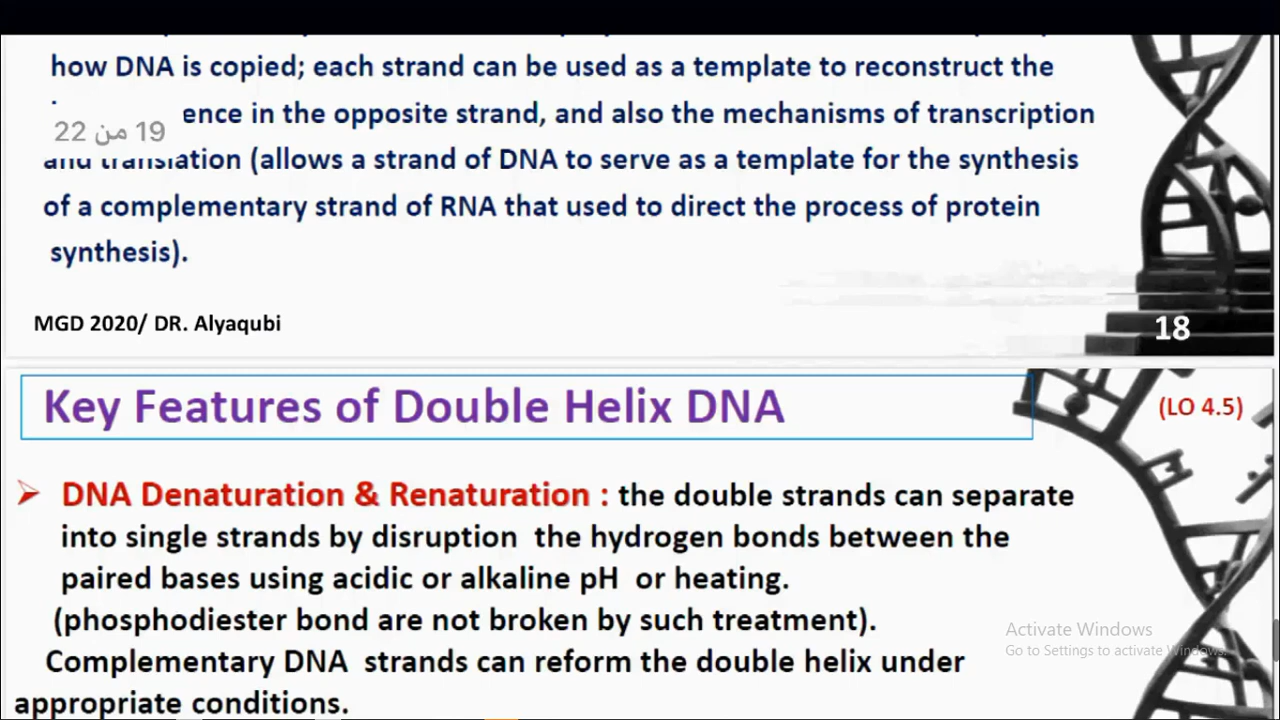 how DNA is copied; each strand can be used as a template to reconstruct the
ence in the opposite strand, and also the mechanisms of transcription
19 من 22
and translation (allows a strand of DNA to serve as a template for the synthesis
of a complementary strand of RNA that used to direct the process of protein
synthesis).
MGD 2020/ DR. Alyaqubi
18
Key Features of Double Helix DNA
(LO 4.5)
➢ DNA Denaturation & Renaturation : the double strands can separate
into single strands by disruption the hydrogen bonds between the
paired bases using acidic or alkaline pH or heating.
(phosphodiester bond are not broken by such treatment).
Activate Windows
Go to Settings to activate Windows.
Complementary DNA strands can reform the double helix under
appropriate conditions.